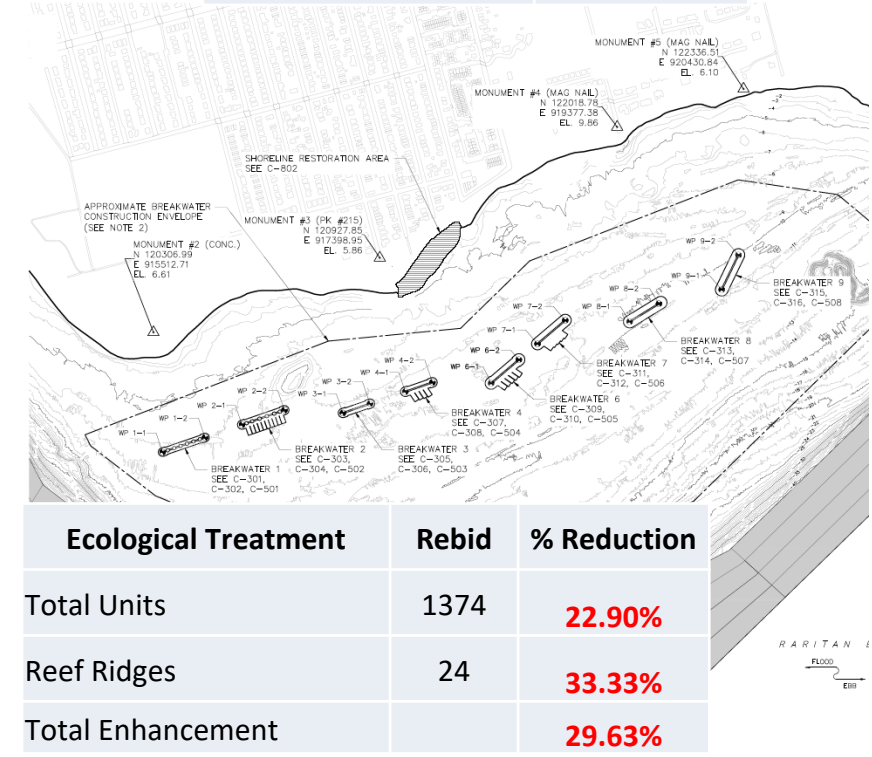 MONUMENT #5 (MAG NAIL)
N 122336.51
E 920430.84
EL. 6.10
MONUMENT #4 (MAG NAIL)
N 122018.78
E 919377.38
EL. 9.86
SHORELINE RESTORATION AREA
SEE C-802
APPROXIMATE BREAKWATER
CONSTRUCTION ENVELOPE
(SEE NOTE 2)
MONUMENT #3 (PK #215)
N 120927.85
E 917398.95
EL. 5.86
MONUMENT #2 (CONC.)
N 120306.99
E 915512.71
EL. 6.61
WP 9-2
WP 9-1
BREAKWATER 9
SEE C-315,
C-316, C-508
WP 8-2
WP 8-1
BREAKWATER 8
SEE C-313,
C-314, C-507
WP 7-2
WP 7-1
BREAKWATER 7
SEE C-311,
C-312, C-506
WP 6-2
WP 6-1
BREAKWATER 6
SEE C-309,
C-310, C-505
WP 4-2
WP 4-1
BREAKWATER 4
SEE C-307,
C-308, C-504
WP 3-2
WP 3-1
BREAKWATER 3
SEE C-305,
C-306, C-503
WP 2-2
WP 2-1
BREAKWATER 2
SEE C-303,
C-304, C-502
WP 1-2
WP 1-1
BREAKWATER 1
SEE C-301,
C-302, C-501
Ecological Treatment Rebid % Reduction
Total Units 1374 22.90%
Reef Ridges 24 33.33%
Total Enhancement 29.63%
RARITAN
FLOOD
EBB